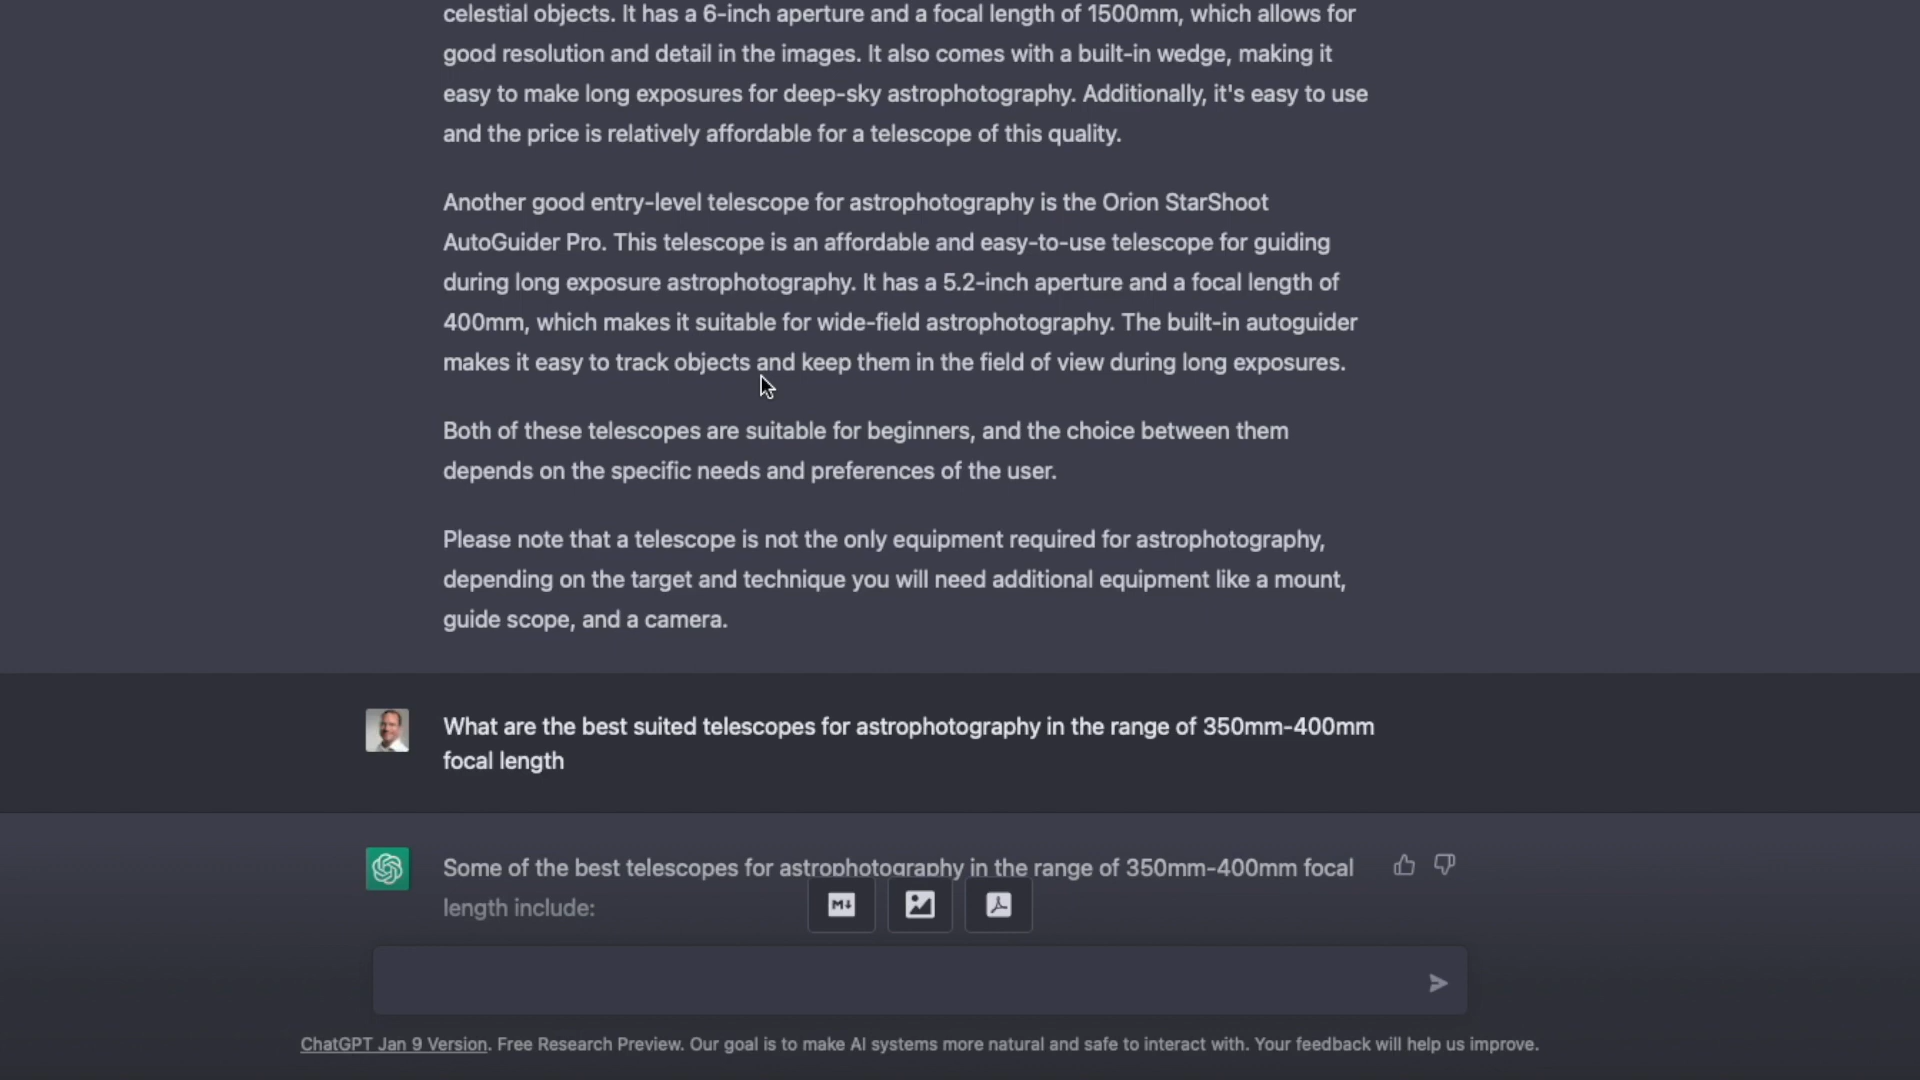 celestial objects. It has a 6-inch aperture and a focal length of 1500mm, which allows for
good resolution and detail in the images. It also comes with a built-in wedge, making it
easy to make long exposures for deep-sky astrophotography. Additionally, it's easy to use
and the price is relatively affordable for a telescope of this quality.
Another good entry-level telescope for astrophotography is the Orion StarShoot
AutoGuider Pro. This telescope is an affordable and easy-to-use telescope for guiding
during long exposure astrophotography. It has a 5.2-inch aperture and a focal length of
400mm, which makes it suitable for wide-field astrophotography. The built-in autoguider
makes it easy to track objects and keep them in the field of view during long exposures.
Both of these telescopes are suitable for beginners, and the choice between them
depends on the specific needs and preferences of the user.
Please note that a telescope is not the only equipment required for astrophotography,
depending on the target and technique you will need additional equipment like a mount,
guide scope, and a camera.
What are the best suited telescopes for astrophotography in the range of 350mm-400mm
focal length
Some of the best telescopes for astrophotography in the range of 350mm-400mm focal
length include:
M
ChatGPT Jan 9 Version. Free Research Preview. Our goal is to make AI systems more natural and safe to interact with. Your feedback will help us improve.